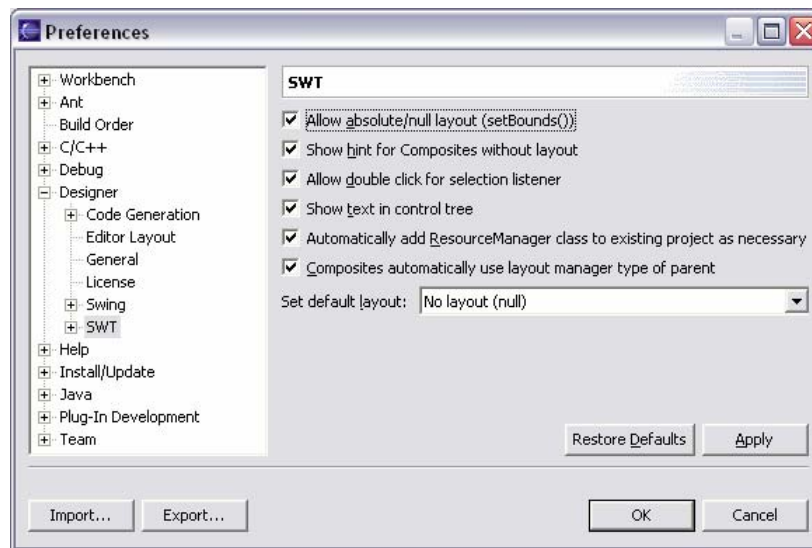 Preferences
Workbench
Ant
Build Order
C/C++
Debug
Designer
Code Generation
Editor Layout
General
License
Swing
SWT
Help
Install/Update
Java
Plug-In Development
Team
SWT
Allow absolute/null layout (setBounds())
Show hint for Composites without layout
Allow double click for selection listener
Show text in control tree
Automatically add ResourceManager class to existing project as necessary
Composites automatically use layout manager type of parent
Set default layout: No layout (null)
Restore Defaults Apply
Import... Export... OK Cancel